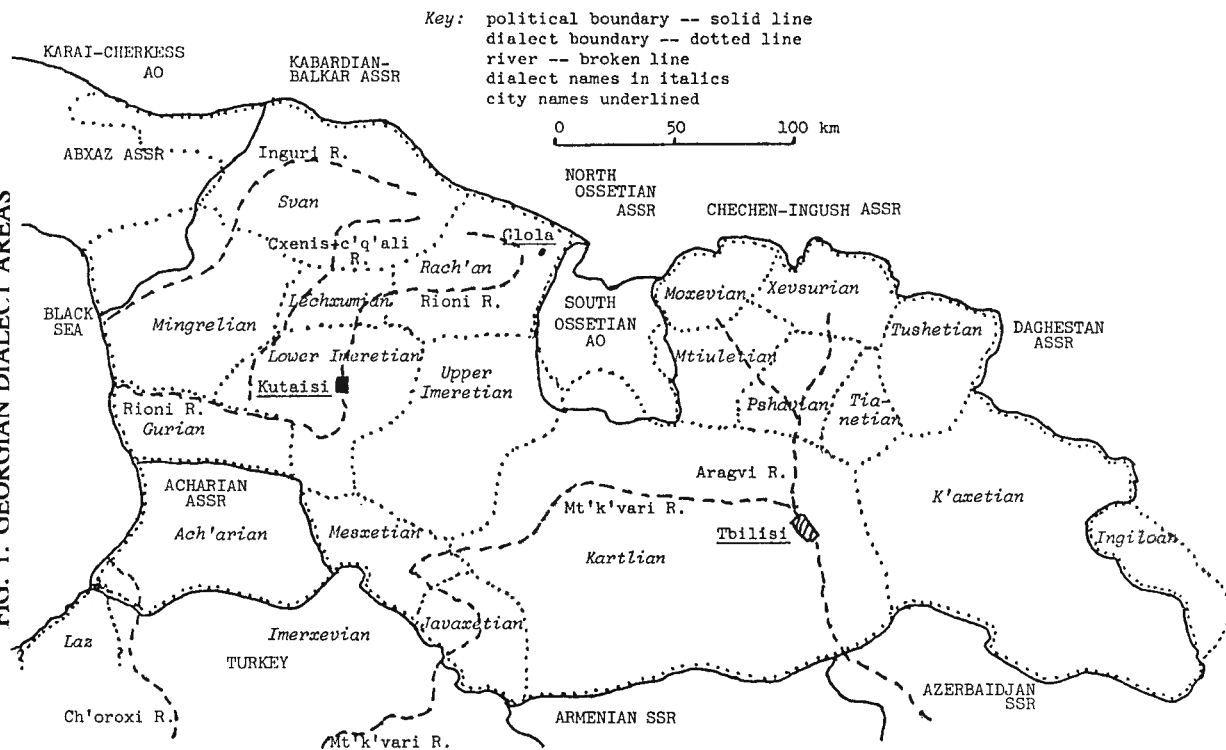 Key: political boundary -- solid line
dialect boundary -- dotted line
river -- broken line
dialect names in italics
city names underlined
0 50 100 km
FIG. 1. GEORGIAN DIALECT AREAS
KARAI-CHERKESS
AO
KABARDIAN-
BALKAR ASSR
ABXAZ ASSR
Inguri R.
NORTH
OSSETIAN
ASSR
CHECHEN-INGUSH ASSR
Svan
Cxenis-c'q'ali
R.
Glola
Rach'an
BLACK
SEA
Mingrelian
Lechxumian
Rioni R.
SOUTH
OSSETIAN
AO
Moxevian
Xevsurian
Tushetian
DAGHESTAN
ASSR
Lower Imeretian
Upper
Imeretian
Mtiuletian
Kutaisi
Pshavian
Tia-
netian
Rioni R.
Gurian
Aragvi R.
ACHARIAN
ASSR
Ach'arian
Mesxetian
Mt'k'vari R.
Tbilisi
K'axetian
Ingiloan
Kartlian
Laz
Imerxevian
Javaxetian
TURKEY
Ch'oroxi R.
Mt'k'vari R.
ARMENIAN SSR
AZERBAIDJAN
SSR